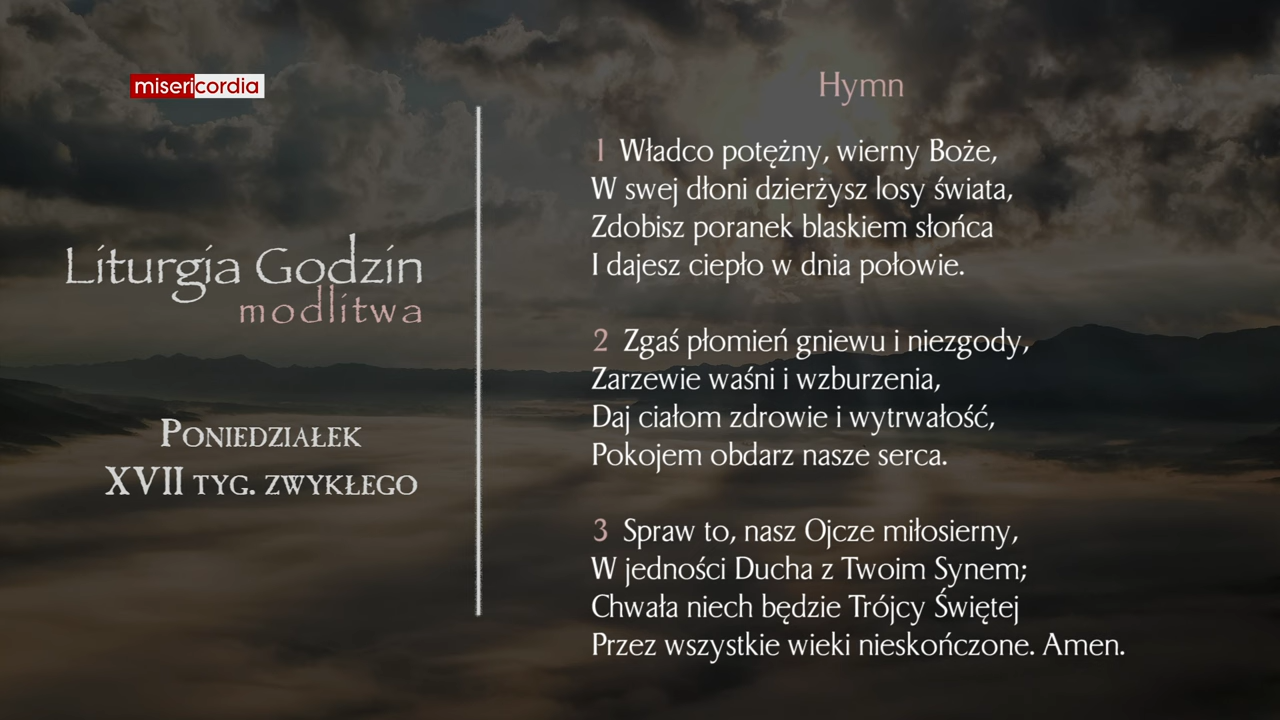 misericordia
Liturgia Godzin
modlitwa
Poniedziałek
XVII tyg. zwykłego
Hymn
1 Władco potężny, wierny Boże,
W swej dłoni dzierżysz losy świata,
Zdobisz poranek blaskiem słońca
I dajesz ciepło w dnia połowie.
2 Zgaś płomień gniewu i niezgody,
Zarzewie waśni i wzburzenia,
Daj ciałom zdrowie i wytrwałość,
Pokojem obdarz nasze serca.
3 Spraw to, nasz Ojcze miłosierny,
W jedności Ducha z Twoim Synem;
Chwała niech będzie Trójcy Świętej
Przez wszystkie wieki nieskończone. Amen.